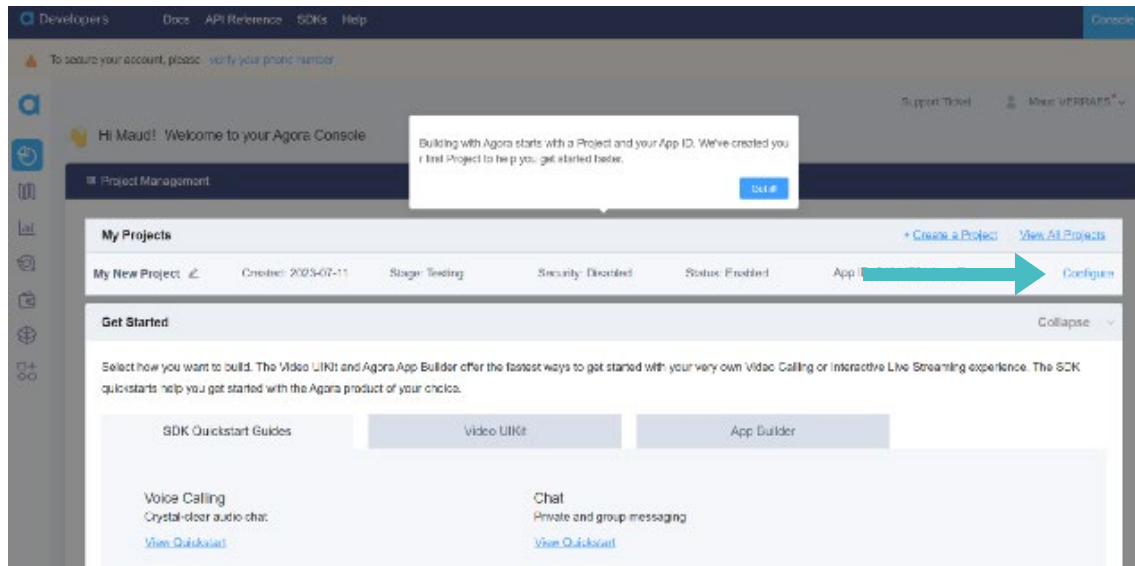 Developers Docs API Reference SDKs Help Console
To secure your account, please verify your phone number
Support Ticket Maud VERRAES
Hi Maud! Welcome to your Agora Console
Building with Agora starts with a Project and your App ID. We've created you
r first Project to help you get started faster.
Got it!
Project Management
My Projects + Create a Project View All Projects
My New Project Created: 2023-07-11 Stage: Testing Security: Disabled Status: Enabled App ID Configure
Get Started Collapse
Select how you want to build. The Video UIKit and Agora App Builder offer the fastest ways to get started with your very own Video Calling or Interactive Live Streaming experience. The SDK
quickstarts help you get started with the Agora product of your choice.
SDK Quickstart Guides Video UIKit App Builder
Voice Calling Chat
Crystal-clear audio chat Private and group messaging
View Quickstart View Quickstart